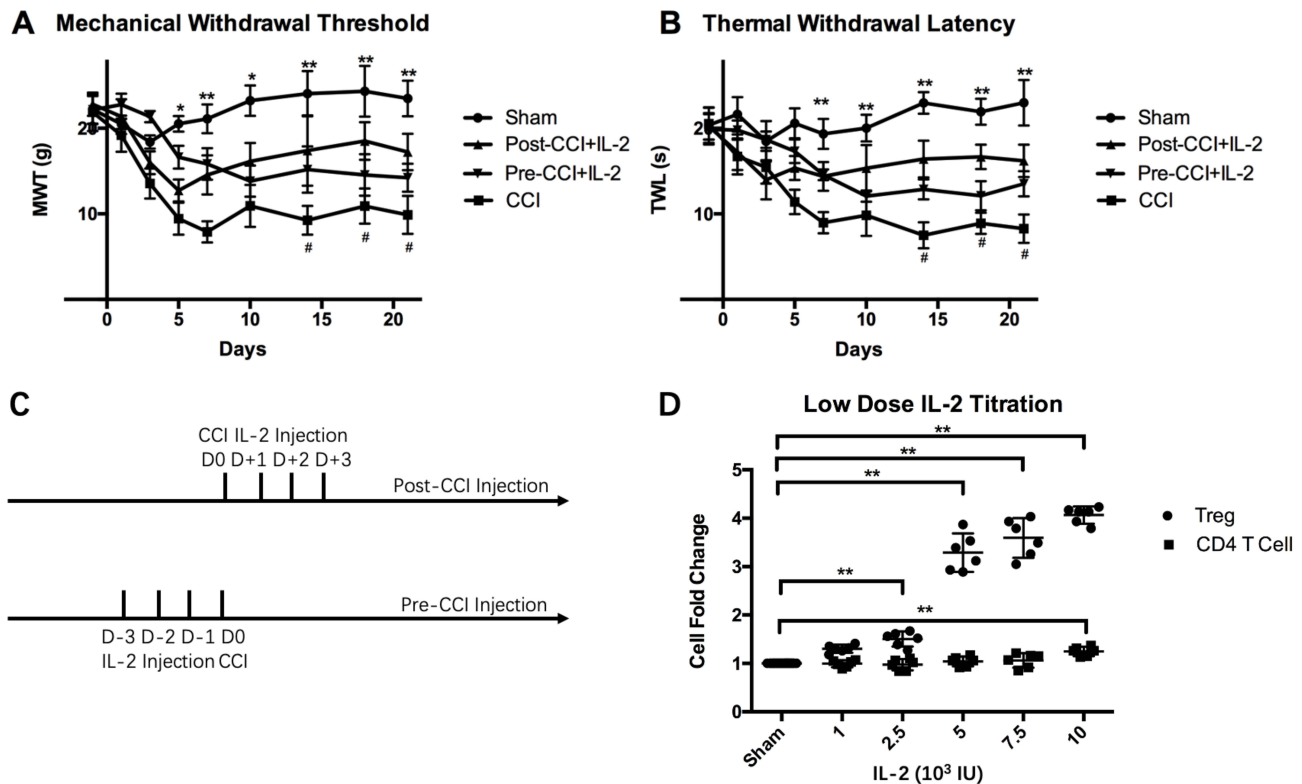 A Mechanical Withdrawal Threshold
MWT (g)
20
10
0 5 10 15 20
Days
* ** * ** ** **
# # #
Sham
Post-CCI+IL-2
Pre-CCI+IL-2
CCI
B Thermal Withdrawal Latency
TWL (s)
20
10
0 5 10 15 20
Days
** ** ** ** **
# # #
Sham
Post-CCI+IL-2
Pre-CCI+IL-2
CCI
C
CCI IL-2 Injection
D0 D+1 D+2 D+3
Post-CCI Injection
Pre-CCI Injection
D-3 D-2 D-1 D0
IL-2 Injection CCI
D Low Dose IL-2 Titration
Cell Fold Change
5
4
3
2
1
0
**
**
**
**
**
Sham 1 2.5 5 7.5 10
IL-2 (10³ IU)
Treg
CD4 T Cell